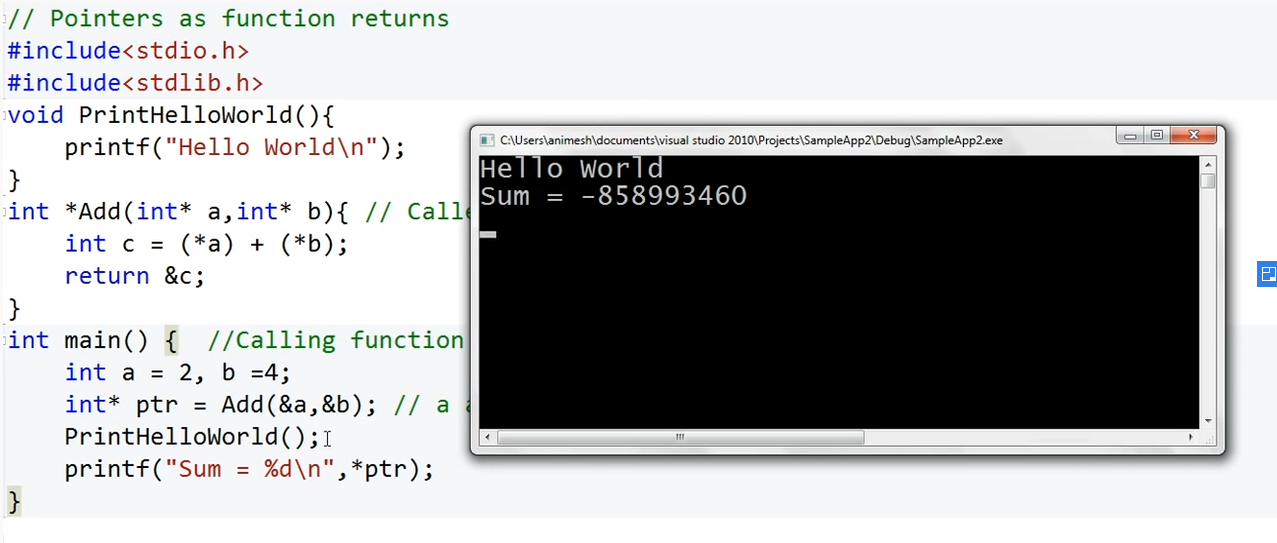 // Pointers as function returns
#include<stdio.h>
#include<stdlib.h>
void PrintHelloWorld(){
printf("Hello World\n");
}
int *Add(int* a,int* b){ // Calle
int c = (*a) + (*b);
return &c;
}
int main() { //Calling function
int a = 2, b =4;
int* ptr = Add(&a,&b); // a a
PrintHelloWorld();
printf("Sum = %d\n",*ptr);
}
C:\Users\animesh\documents\visual studio 2010\Projects\SampleApp2\Debug\SampleApp2.exe
Hello World
Sum = -858993460